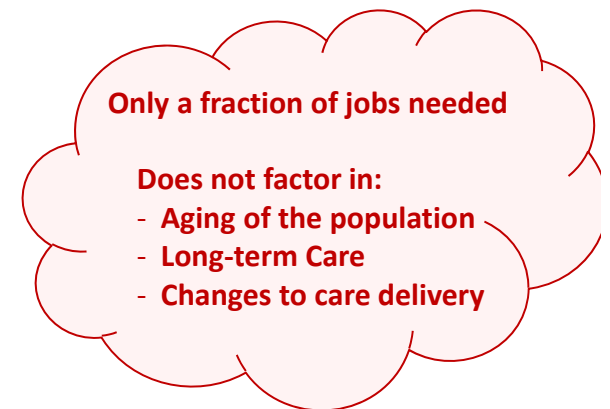 Only a fraction of jobs needed
Does not factor in:
- Aging of the population
- Long-term Care
- Changes to care delivery